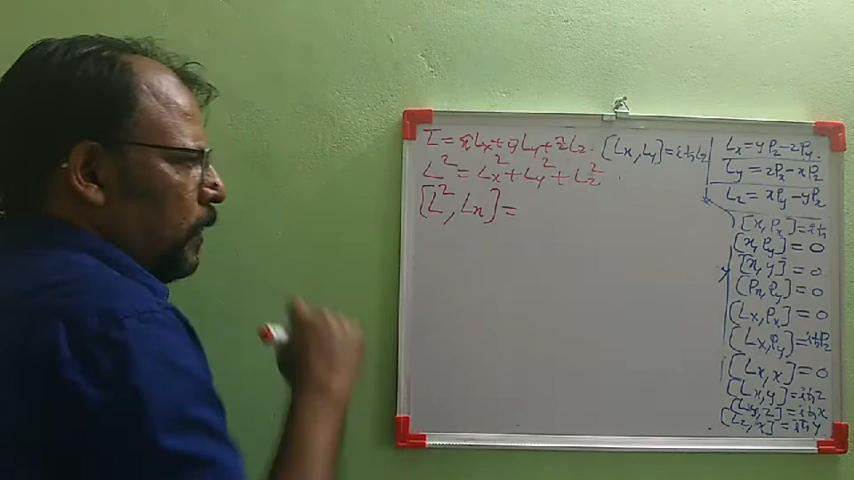 L = x̂Lx + ŷLy + ẑLz. [Lx, Ly] = iħLz
L² = Lx² + Ly² + Lz²
[L², Lx] =
Lx = yPz - zPy
Ly = zPx - xPz
Lz = xPy - yPx
[x, Px] = iħ
[x, Py] = 0
[x, y] = 0
[Px, Py] = 0
[Lx, Px] = 0
[Lx, Py] = iħPz
[Lx, x] = 0
[Lx, y] = iħz
[Ly, z] = iħx
[Lz, x] = iħy